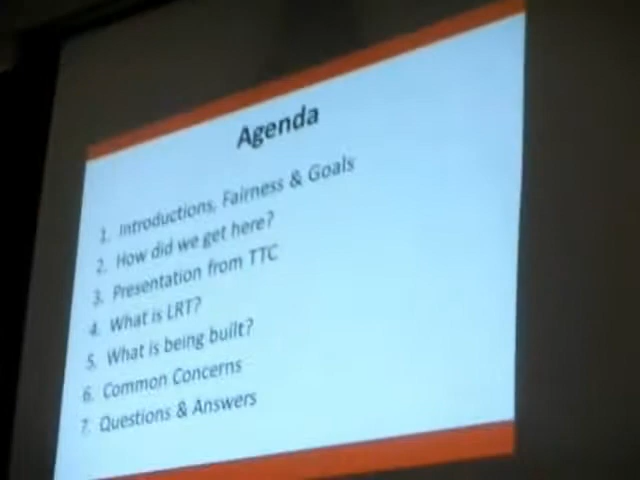 Agenda
1. Introductions, Fairness & Goals
2. How did we get here?
3. Presentation from TTC
4. What is LRT?
5. What is being built?
6. Common Concerns
7. Questions & Answers